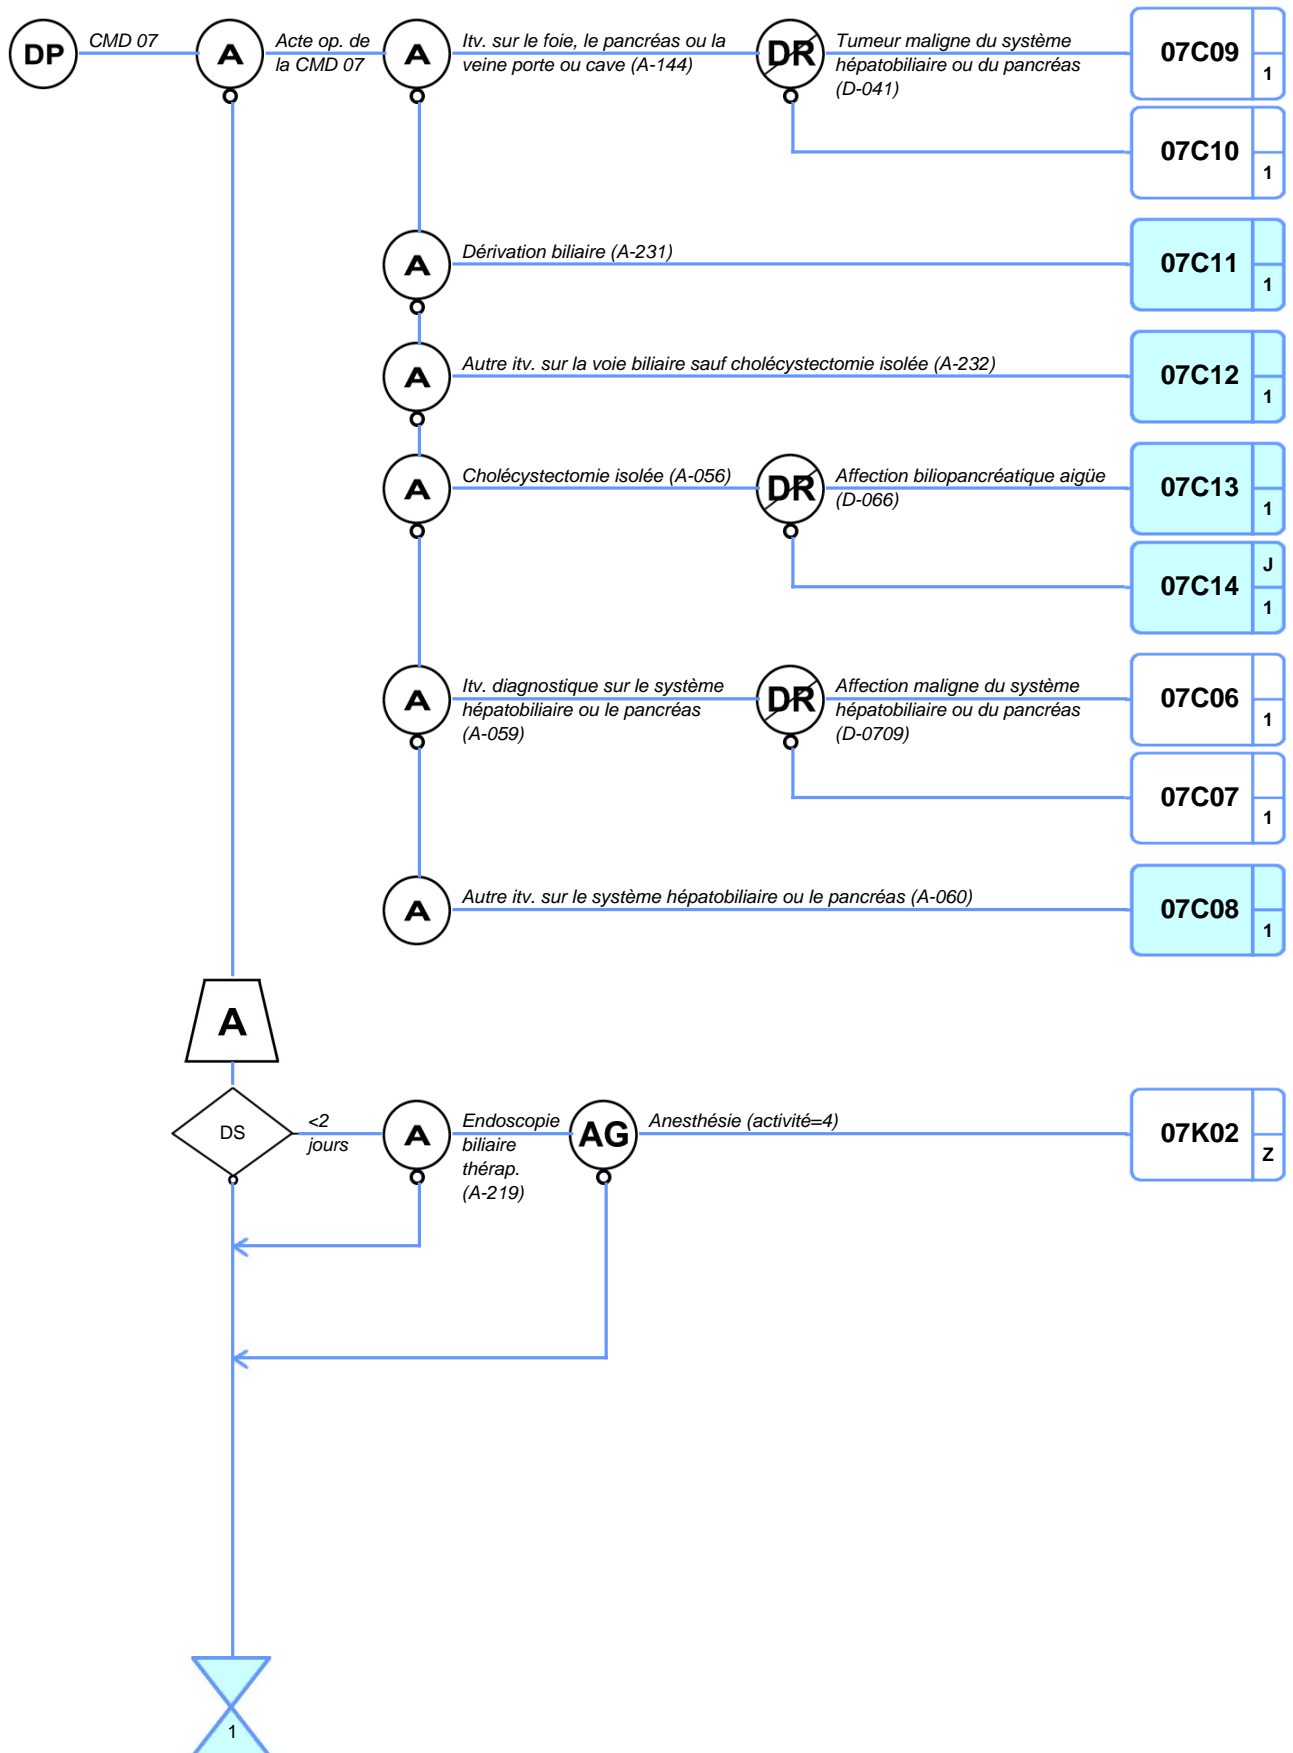 DP
CMD 07
A
Acte op. de
la CMD 07
A
Itv. sur le foie, le pancréas ou la
veine porte ou cave (A-144)
DR
Tumeur maligne du système
hépatobiliaire ou du pancréas
(D-041)
07C09
1
07C10
1
A
Dérivation biliaire (A-231)
07C11
1
A
Autre itv. sur la voie biliaire sauf cholécystectomie isolée (A-232)
07C12
1
A
Cholécystectomie isolée (A-056)
DR
Affection biliopancréatique aigüe
(D-066)
07C13
1
07C14
J
1
A
Itv. diagnostique sur le système
hépatobiliaire ou le pancréas
(A-059)
DR
Affection maligne du système
hépatobiliaire ou du pancréas
(D-0709)
07C06
1
07C07
1
A
Autre itv. sur le système hépatobiliaire ou le pancréas (A-060)
07C08
1
A
DS
<2
jours
A
Endoscopie
biliaire
thérap.
(A-219)
AG
Anesthésie (activité=4)
07K02
Z
1